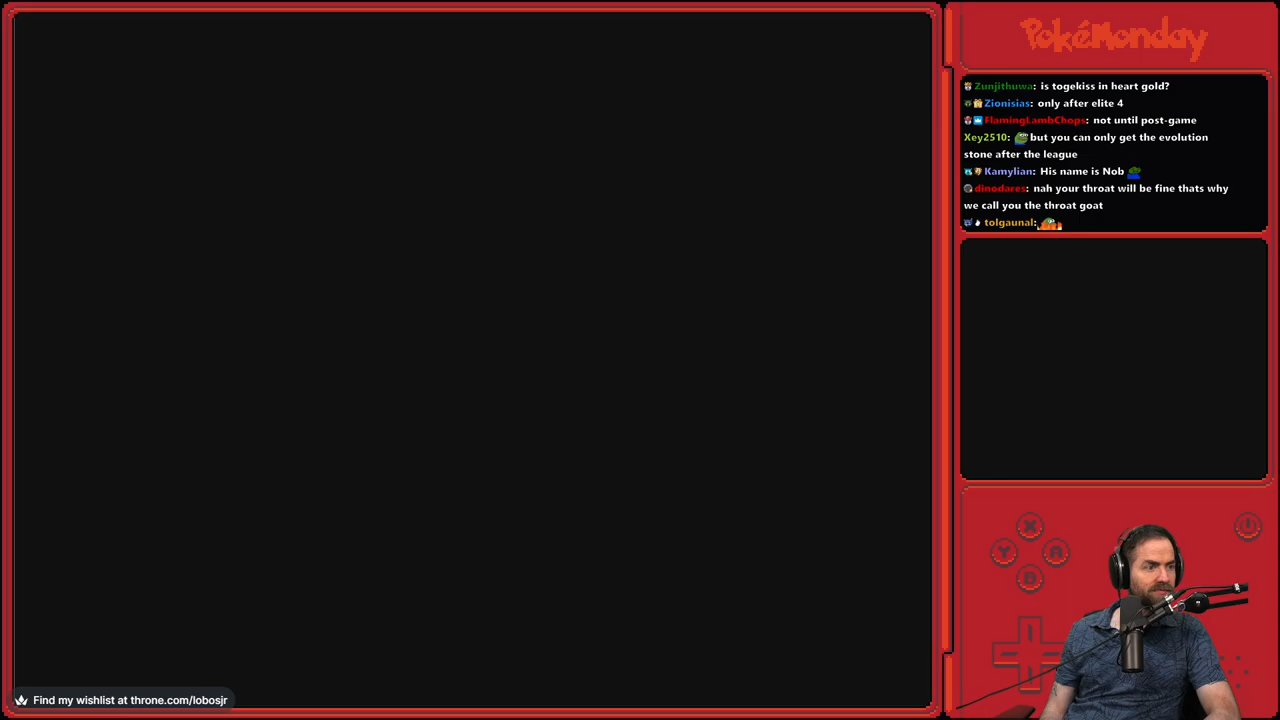 PokéMonday
Zunjithuwa: is togekiss in heart gold?
Zionisias: only after elite 4
FlamingLambChops: not until post-game
Xey2510: but you can only get the evolution
stone after the league
Kamylian: His name is Nob
dinodares: nah your throat will be fine thats why
we call you the throat goat
tolgaunal:
X
Y
A
B
Find my wishlist at throne.com/lobosjr